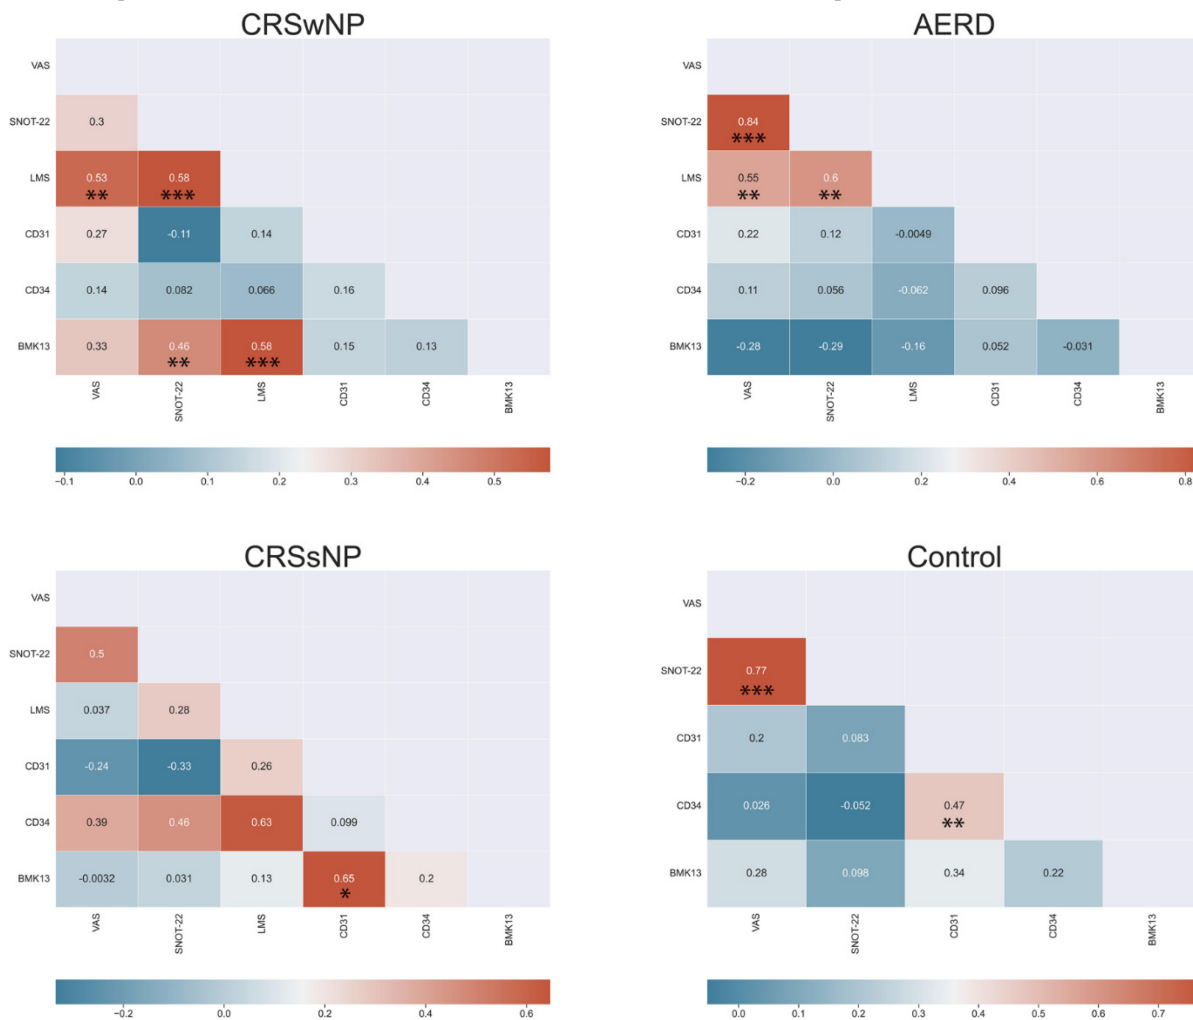 CRSwNP
VAS
SNOT-22
0.3
LMS
0.53 0.58
** ***
CD31
0.27 -0.11 0.14
CD34
0.14 0.082 0.066 0.16
BMK13
0.33 0.46 0.58 0.15 0.13
** ***
VAS SNOT-22 LMS CD31 CD34 BMK13
−0.1 0.0 0.1 0.2 0.3 0.4 0.5
AERD
VAS
SNOT-22
0.84
***
LMS
0.55 0.6
** **
CD31
0.22 0.12 -0.0049
CD34
0.11 0.056 -0.062 0.096
BMK13
-0.28 -0.29 -0.16 0.052 -0.031
VAS SNOT-22 LMS CD31 CD34 BMK13
−0.2 0.0 0.2 0.4 0.6 0.8
CRSsNP
VAS
SNOT-22
0.5
LMS
0.037 0.28
CD31
-0.24 -0.33 0.26
CD34
0.39 0.46 0.63 0.099
BMK13
-0.0032 0.031 0.13 0.65 0.2
*
VAS SNOT-22 LMS CD31 CD34 BMK13
−0.2 0.0 0.2 0.4 0.6
Control
VAS
SNOT-22
0.77
***
CD31
0.2 0.083
CD34
0.026 -0.052 0.47
**
BMK13
0.28 0.098 0.34 0.22
VAS SNOT-22 CD31 CD34 BMK13
0.0 0.1 0.2 0.3 0.4 0.5 0.6 0.7